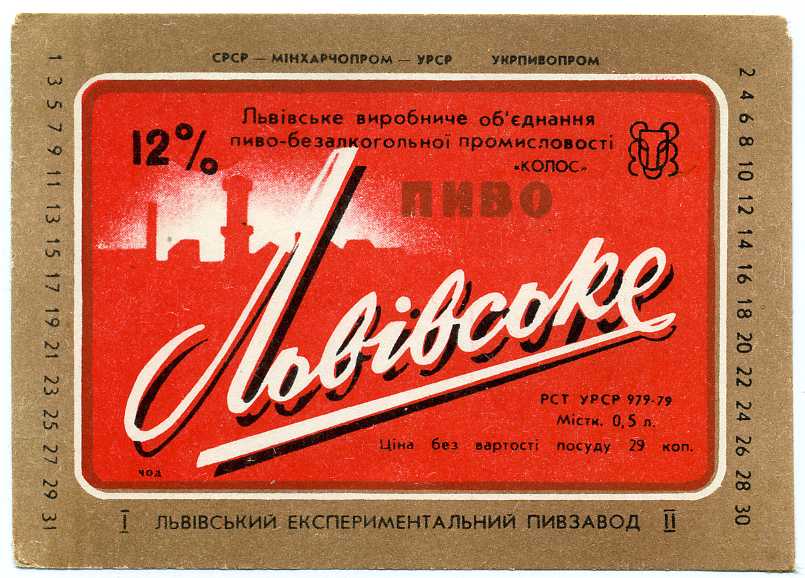 СРСР — МІНХАРЧОПРОМ — УРСР УКРПИВОПРОМ
Львівське виробниче об'єднання
пиво-безалкогольної промисловості
«КОЛОС»
12%
ПИВО
Львівське
РСТ УРСР 979-79
Містк. 0,5 л.
Ціна без вартості посуду 29 коп.
ЧОД
I ЛЬВІВСЬКИЙ ЕКСПЕРИМЕНТАЛЬНИЙ ПИВЗАВОД II
1 3 5 7 9 11 13 15 17 19 21 23 25 27 29 31
2 4 6 8 10 12 14 16 18 20 22 24 26 28 30